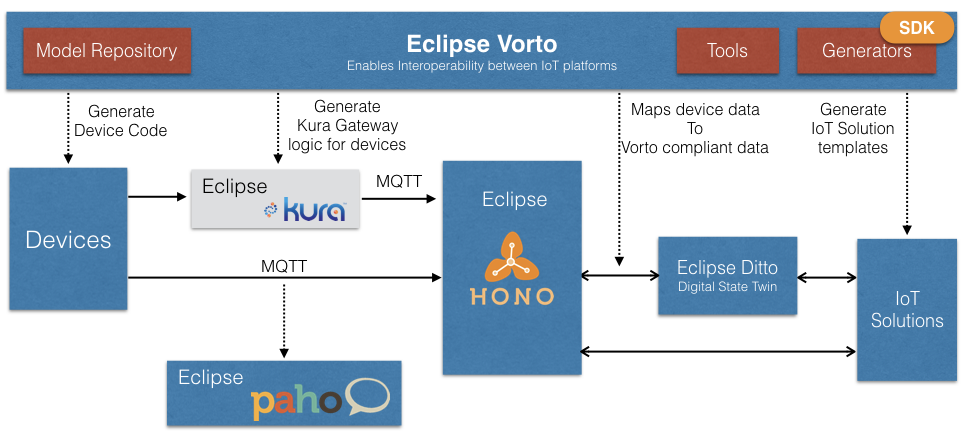 SDK
Model Repository
Eclipse Vorto
Enables Interoperability between IoT platforms
Tools
Generators
Generate
Device Code
Generate
Kura Gateway
logic for devices
Maps device data
To
Vorto compliant data
Generate
IoT Solution
templates
Devices
Eclipse
kura
MQTT
MQTT
Eclipse
HONO
Eclipse Ditto
Digital State Twin
IoT
Solutions
Eclipse
paho